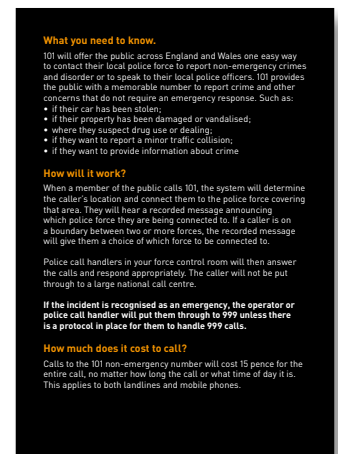 What you need to know.
101 will offer the public across England and Wales one easy way
to contact their local police force to report non-emergency crimes
and disorder or to speak to their local police officers. 101 provides
the public with a memorable number to report crime and other
concerns that do not require an emergency response. Such as:
• if their car has been stolen;
• if their property has been damaged or vandalised;
• where they suspect drug use or dealing;
• if they want to report a minor traffic collision;
• if they want to provide information about crime
How will it work?
When a member of the public calls 101, the system will determine
the caller's location and connect them to the police force covering
that area. They will hear a recorded message announcing
which police force they are being connected to. If a caller is on
a boundary between two or more forces, the recorded message
will give them a choice of which force to be connected to.
Police call handlers in your force control room will then answer
the calls and respond appropriately. The caller will not be put
through to a large national call centre.
If the incident is recognised as an emergency, the operator or
police call handler will put them through to 999 unless there
is a protocol in place for them to handle 999 calls.
How much does it cost to call?
Calls to the 101 non-emergency number will cost 15 pence for the
entire call, no matter how long the call or what time of day it is.
This applies to both landlines and mobile phones.